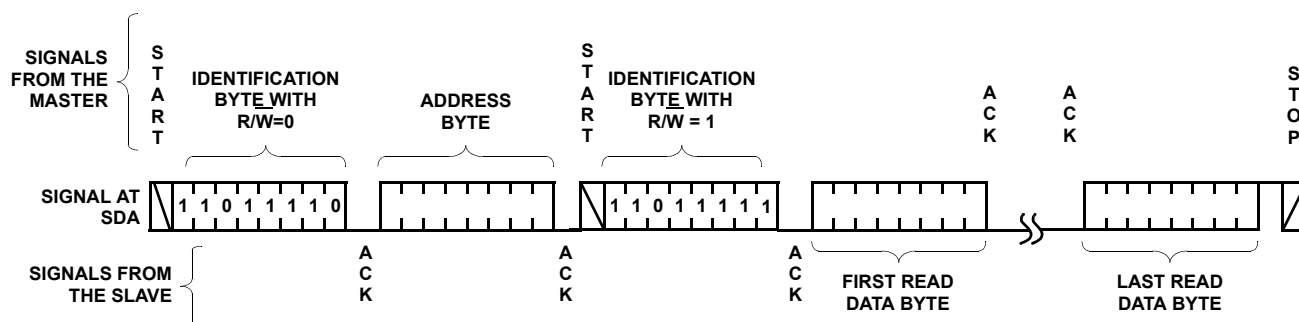 SIGNALS
FROM THE
MASTER
START
IDENTIFICATION
BYTE WITH
R/W=0
ADDRESS
BYTE
START
IDENTIFICATION
BYTE WITH
R/W = 1
ACK
ACK
STOP
SIGNAL AT
SDA
1 1 0 1 1 1 1 0
1 1 0 1 1 1 1 1
SIGNALS FROM
THE SLAVE
ACK
ACK
ACK
FIRST READ
DATA BYTE
LAST READ
DATA BYTE